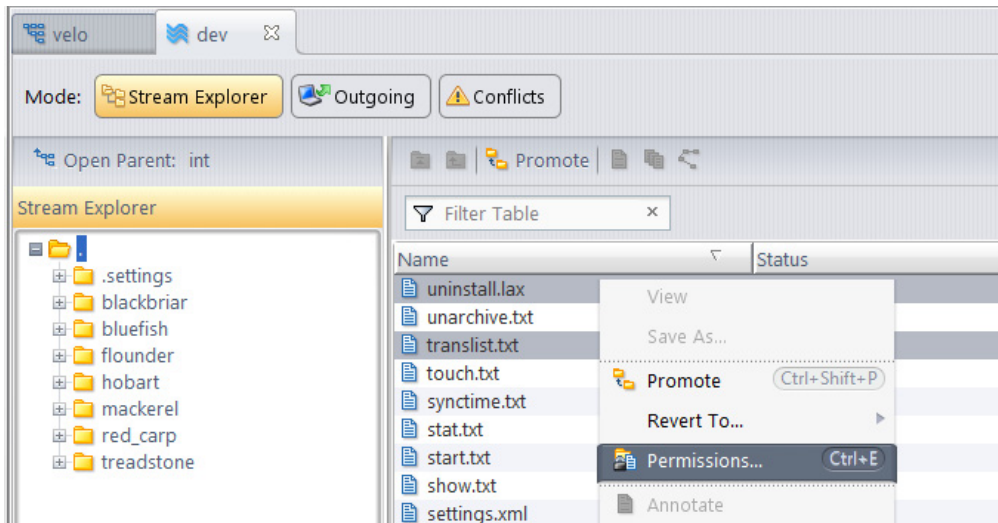 velo
dev
Mode: Stream Explorer Outgoing Conflicts
Open Parent: int
Promote
Stream Explorer
Filter Table
.
.settings
blackbriar
bluefish
flounder
hobart
mackerel
red_carp
treadstone
Name Status
uninstall.lax
unarchive.txt
translist.txt
touch.txt
synctime.txt
stat.txt
start.txt
show.txt
settings.xml
View
Save As...
Promote Ctrl+Shift+P
Revert To...
Permissions... Ctrl+E
Annotate